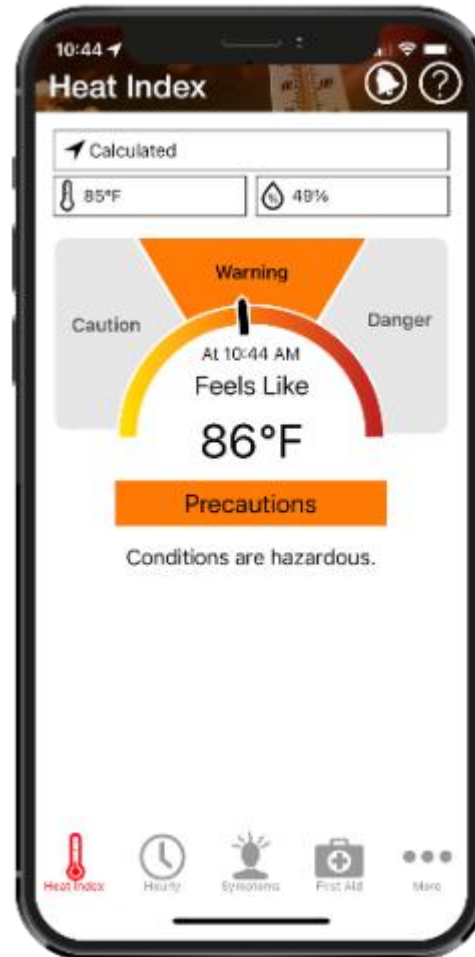 10:44
Heat Index
?
Calculated
85°F
% 49%
Warning
Caution
Danger
At 10:44 AM
Feels Like
86°F
Precautions
Conditions are hazardous.
Heat Index Hourly Symptoms First Aid More